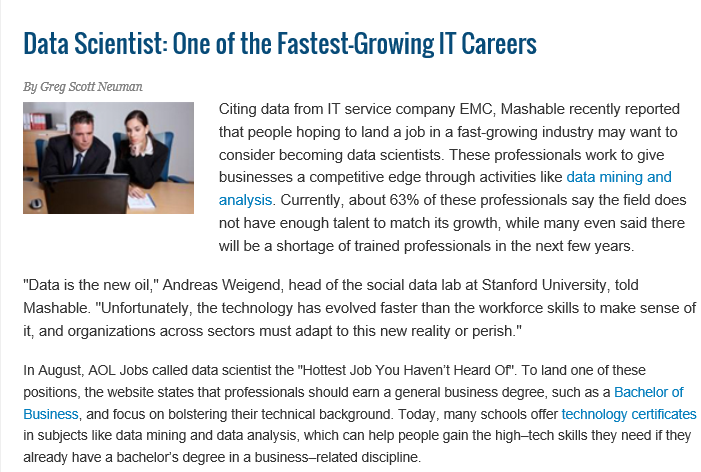 Data Scientist: One of the Fastest-Growing IT Careers
By Greg Scott Neuman
Citing data from IT service company EMC, Mashable recently reported
that people hoping to land a job in a fast-growing industry may want to
consider becoming data scientists. These professionals work to give
businesses a competitive edge through activities like data mining and
analysis. Currently, about 63% of these professionals say the field does
not have enough talent to match its growth, while many even said there
will be a shortage of trained professionals in the next few years.
"Data is the new oil," Andreas Weigend, head of the social data lab at Stanford University, told
Mashable. "Unfortunately, the technology has evolved faster than the workforce skills to make sense of
it, and organizations across sectors must adapt to this new reality or perish."
In August, AOL Jobs called data scientist the "Hottest Job You Haven’t Heard Of". To land one of these
positions, the website states that professionals should earn a general business degree, such as a Bachelor of
Business, and focus on bolstering their technical background. Today, many schools offer technology certificates
in subjects like data mining and data analysis, which can help people gain the high–tech skills they need if they
already have a bachelor’s degree in a business–related discipline.